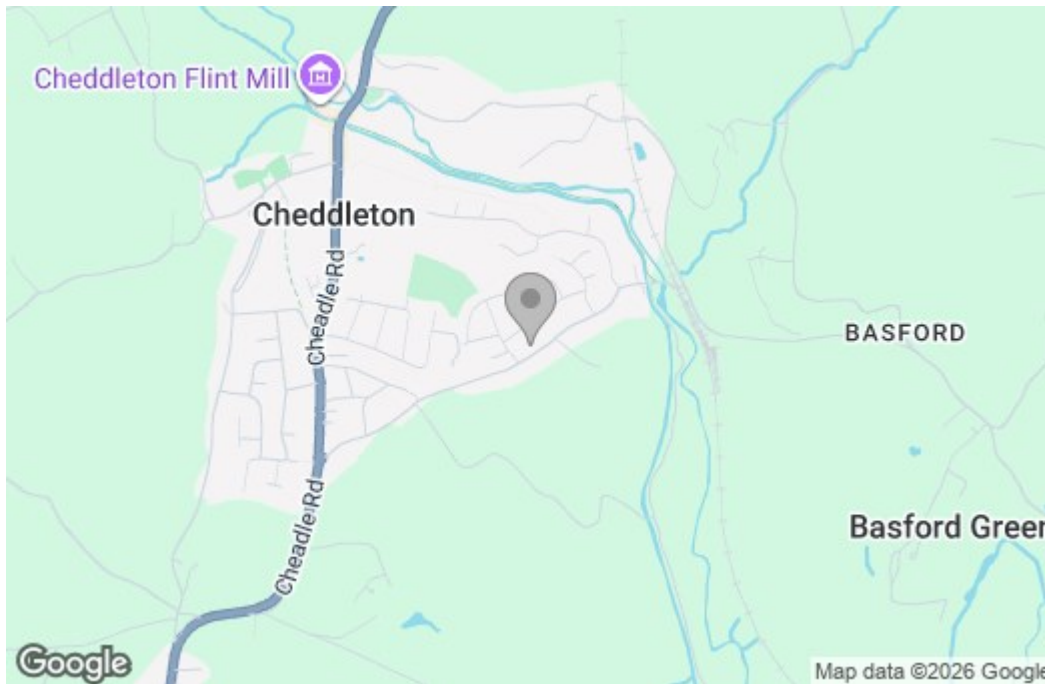 Cheddleton Flint Mill
Cheddleton
Cheadle Rd
BASFORD
Cheadle Rd
Basford Green
Google
Map data ©2026 Google